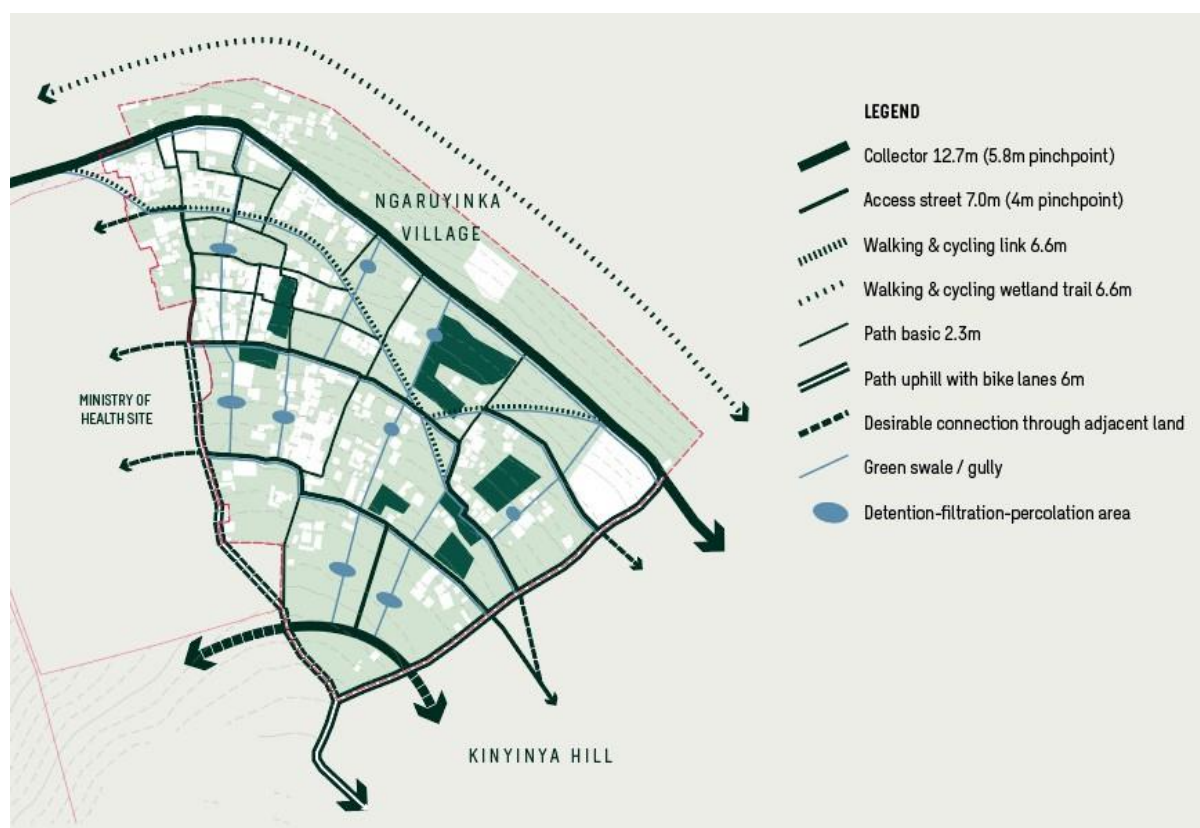 NGARUYINKA
VILLAGE
MINISTRY OF
HEALTH SITE
KINYINYA HILL
LEGEND
Collector 12.7m (5.8m pinchpoint)
Access street 7.0m (4m pinchpoint)
Walking & cycling link 6.6m
Walking & cycling wetland trail 6.6m
Path basic 2.3m
Path uphill with bike lanes 6m
Desirable connection through adjacent land
Green swale / gully
Detention-filtration-percolation area